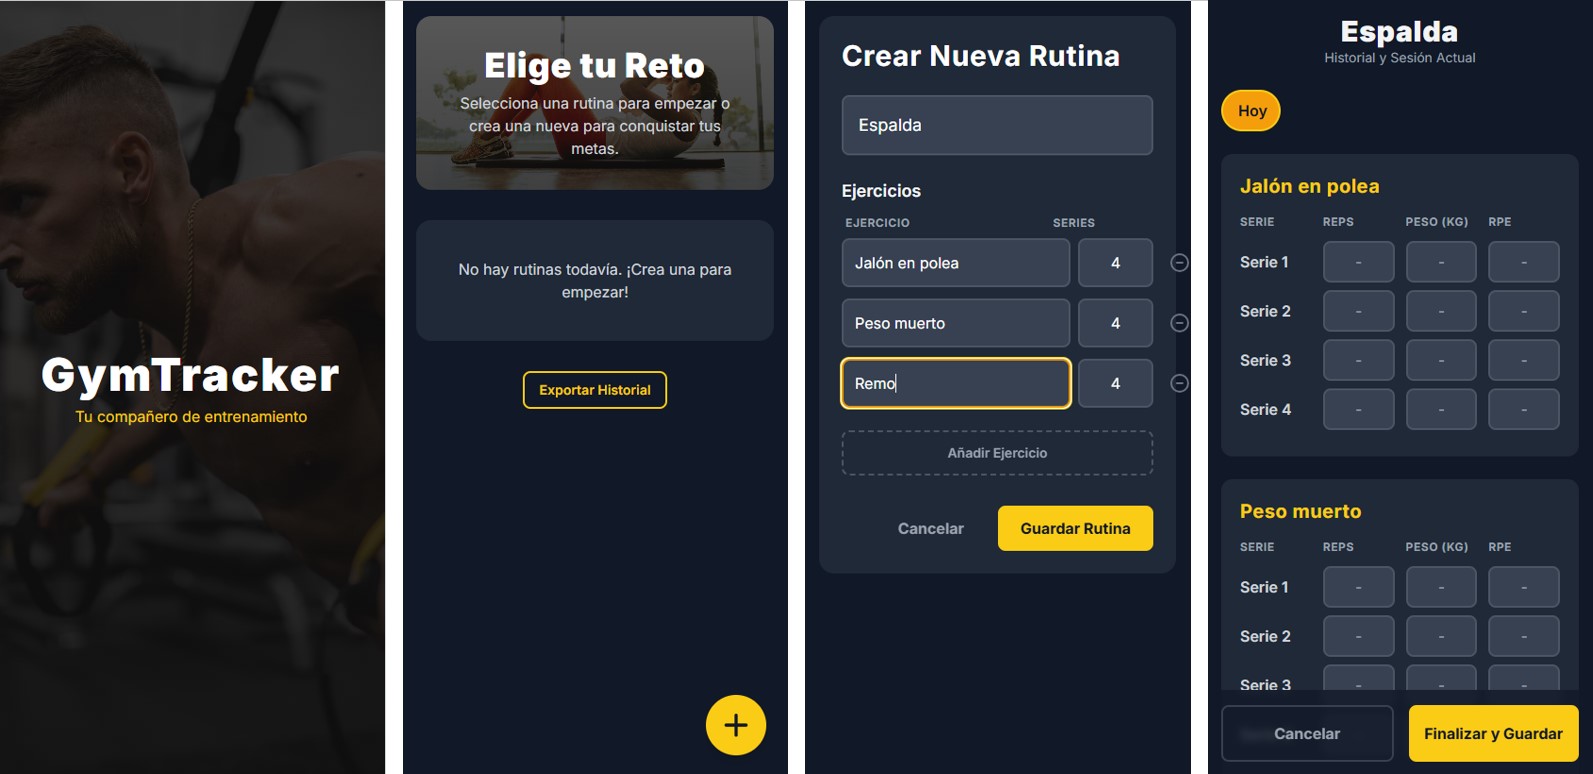 GymTracker
Tu compañero de entrenamiento
Elige tu Reto
Selecciona una rutina para empezar o
crea una nueva para conquistar tus
metas.
No hay rutinas todavía. ¡Crea una para
empezar!
Exportar Historial
+
Crear Nueva Rutina
Espalda
Ejercicios
EJERCICIO SERIES
Jalón en polea 4
Peso muerto 4
Remo 4
Añadir Ejercicio
Cancelar Guardar Rutina
Espalda
Historial y Sesión Actual
Hoy
Jalón en polea
SERIE REPS PESO (KG) RPE
Serie 1 - - -
Serie 2 - - -
Serie 3 - - -
Serie 4 - - -
Peso muerto
SERIE REPS PESO (KG) RPE
Serie 1 - - -
Serie 2 - - -
Serie 3 - - -
Cancelar Finalizar y Guardar